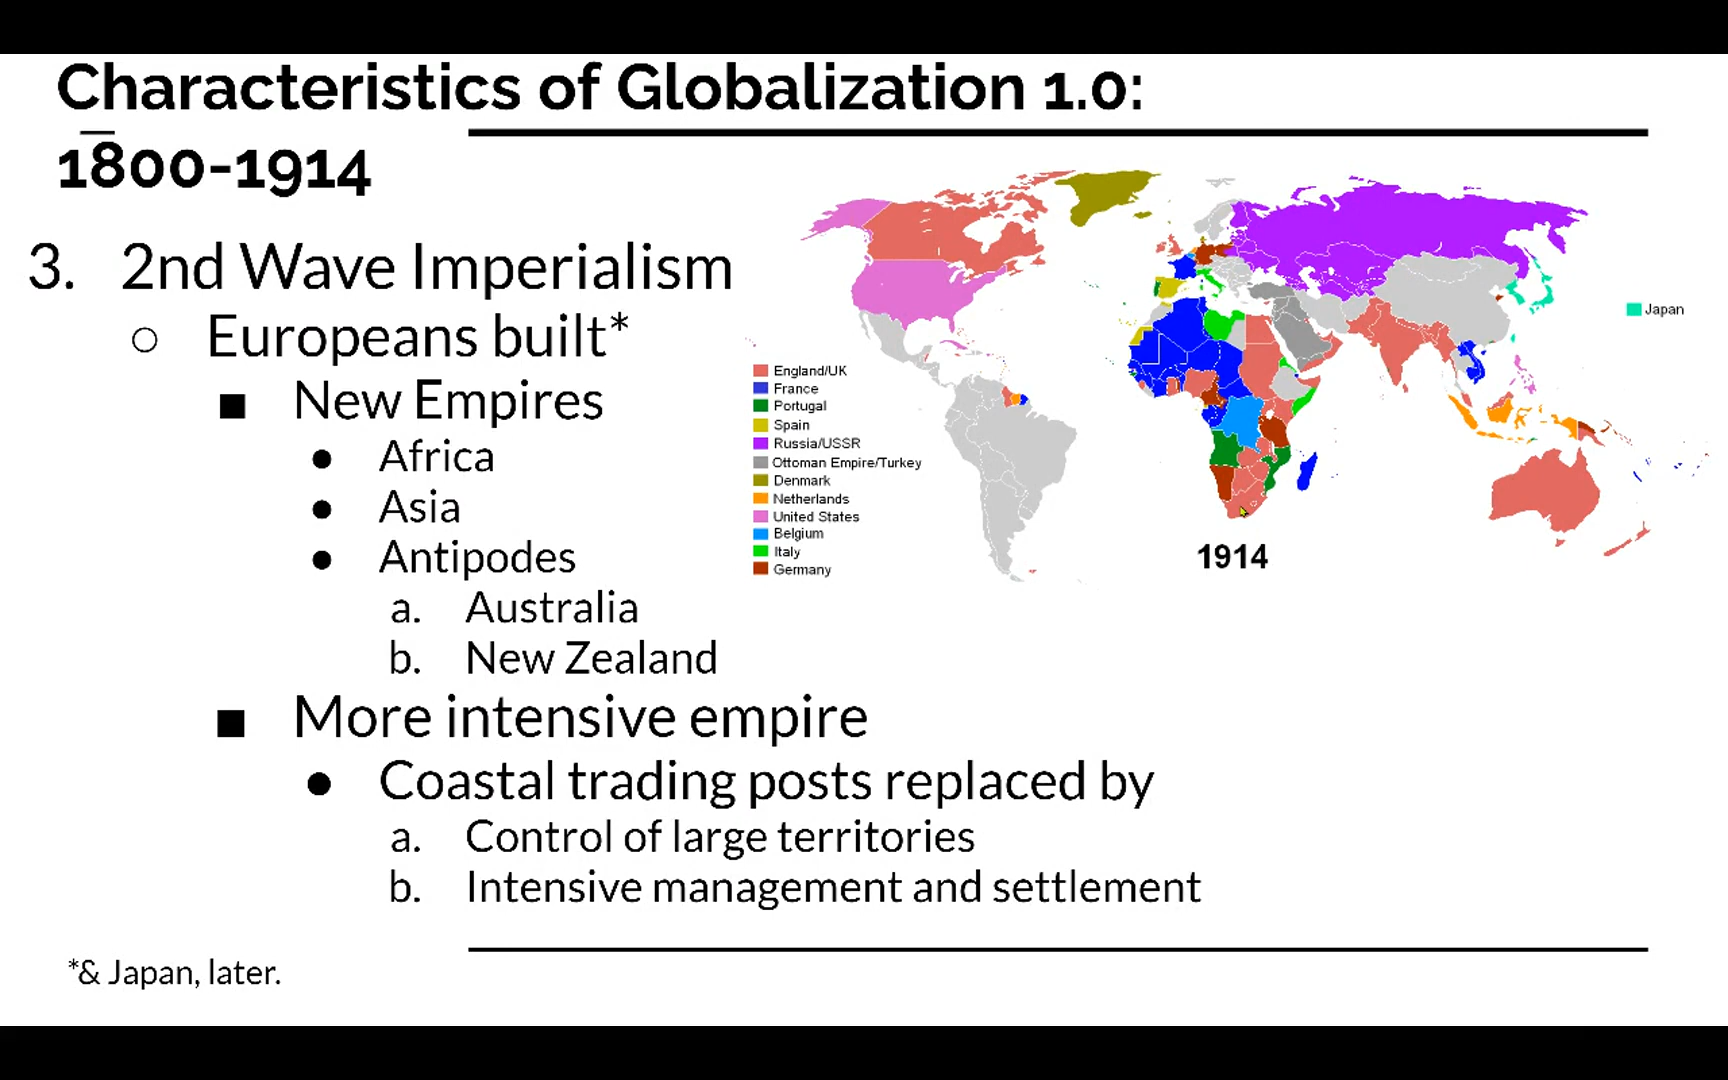 Characteristics of Globalization 1.0:
1800-1914
3. 2nd Wave Imperialism
○ Europeans built*
■ New Empires
● Africa
● Asia
● Antipodes
a. Australia
b. New Zealand
■ More intensive empire
● Coastal trading posts replaced by
a. Control of large territories
b. Intensive management and settlement
*& Japan, later.
England/UK
France
Portugal
Spain
Russia/USSR
Ottoman Empire/Turkey
Denmark
Netherlands
United States
Belgium
Italy
Germany
Japan
1914